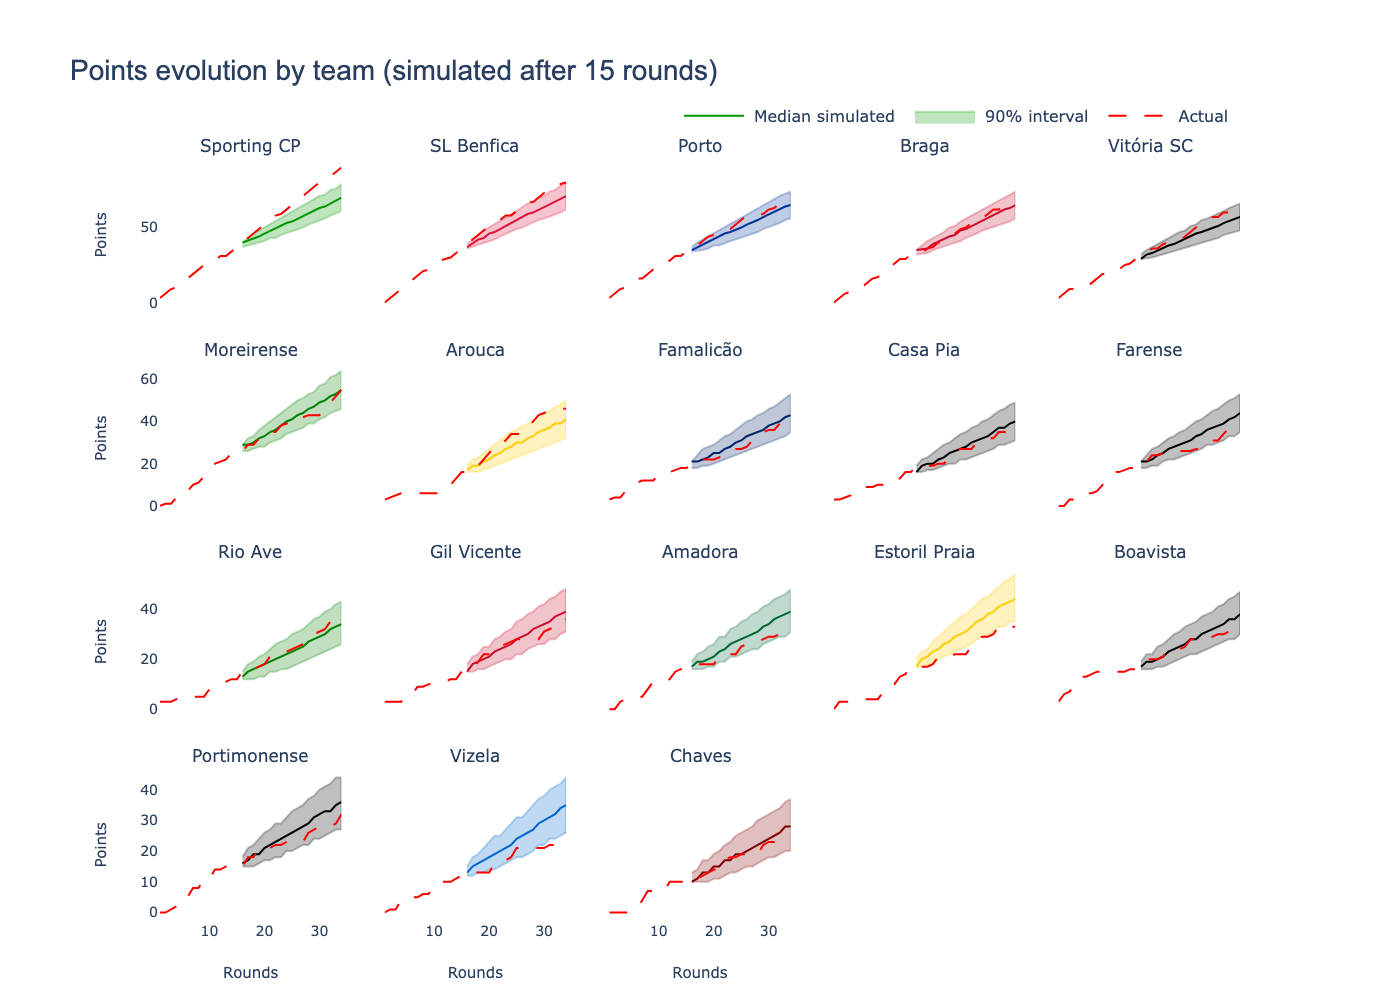 Points evolution by team (simulated after 15 rounds)
Median simulated 90% interval Actual
Sporting CP SL Benfica Porto Braga Vitória SC
50
Points
0
Moreirense Arouca Famalicão Casa Pia Farense
60
40
Points
20
0
Rio Ave Gil Vicente Amadora Estoril Praia Boavista
40
Points
20
0
Portimonense Vizela Chaves
40
30
Points
20
10
0
10 20 30 10 20 30 10 20 30
Rounds Rounds Rounds